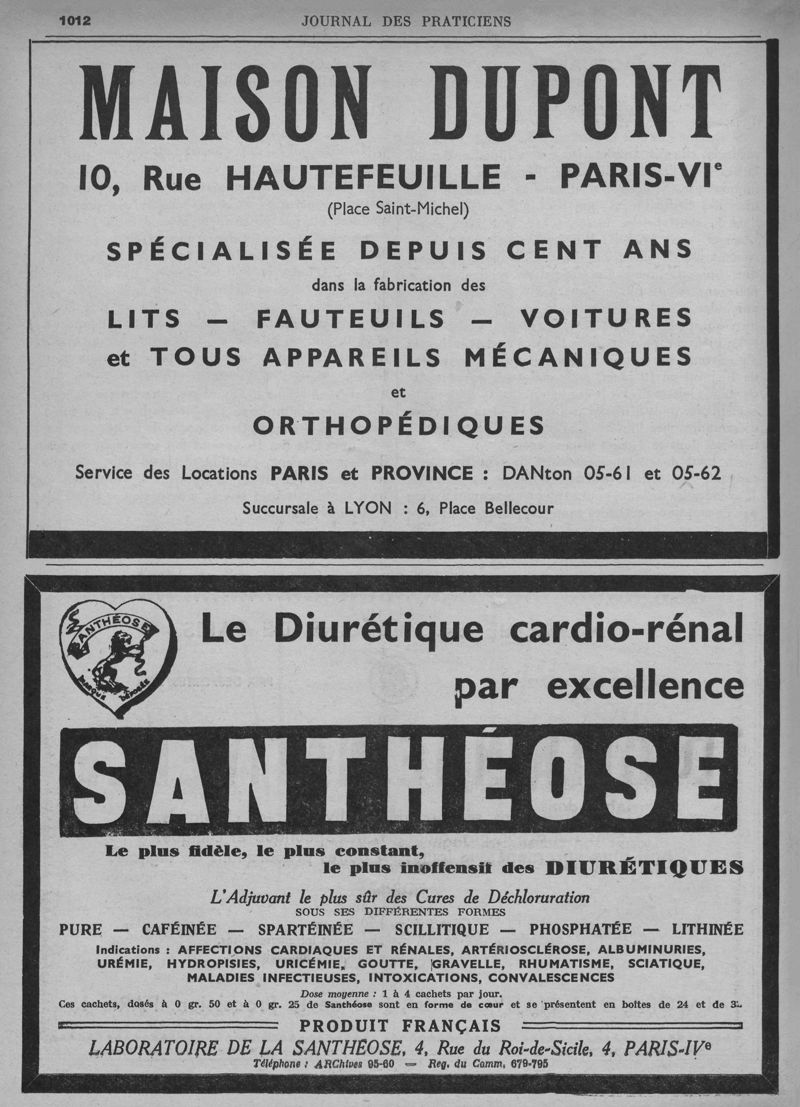 1012
JOURNAL DES PRATICIENS
MAISON DUPONT
10, Rue HAUTEFEUILLE - PARIS-VIe
(Place Saint-Michel)
SPÉCIALISÉE DEPUIS CENT ANS
dans la fabrication des
LITS — FAUTEUILS — VOITURES
et TOUS APPAREILS MÉCANIQUES
et
ORTHOPÉDIQUES
Service des Locations PARIS et PROVINCE : DANton 05-61 et 05-62
Succursale à LYON : 6, Place Bellecour
SANTHÉOSE
MARQUE DÉPOSÉE
Le Diurétique cardio-rénal
par excellence
SANTHÉOSE
Le plus fidèle, le plus constant,
le plus inoffensif des DIURÉTIQUES
L'Adjuvant le plus sûr des Cures de Déchloruration
SOUS SES DIFFÉRENTES FORMES
PURE — CAFÉINÉE — SPARTÉINÉE — SCILLITIQUE — PHOSPHATÉE — LITHINÉE
Indications : AFFECTIONS CARDIAQUES ET RÉNALES, ARTÉRIOSCLÉROSE, ALBUMINURIES,
URÉMIE, HYDROPISIES, URICÉMIE, GOUTTE, GRAVELLE, RHUMATISME, SCIATIQUE,
MALADIES INFECTIEUSES, INTOXICATIONS, CONVALESCENCES
Dose moyenne : 1 à 4 cachets par jour.
Ces cachets, dosés à 0 gr. 50 et à 0 gr. 25 de Santhéose sont en forme de cœur et se présentent en boîtes de 24 et de
PRODUIT FRANÇAIS
LABORATOIRE DE LA SANTHÉOSE, 4, Rue du Roi-de-Sicile, 4, PARIS-IVe
Téléphone : ARChives 95-60 — Reg. du Comm, 679-795